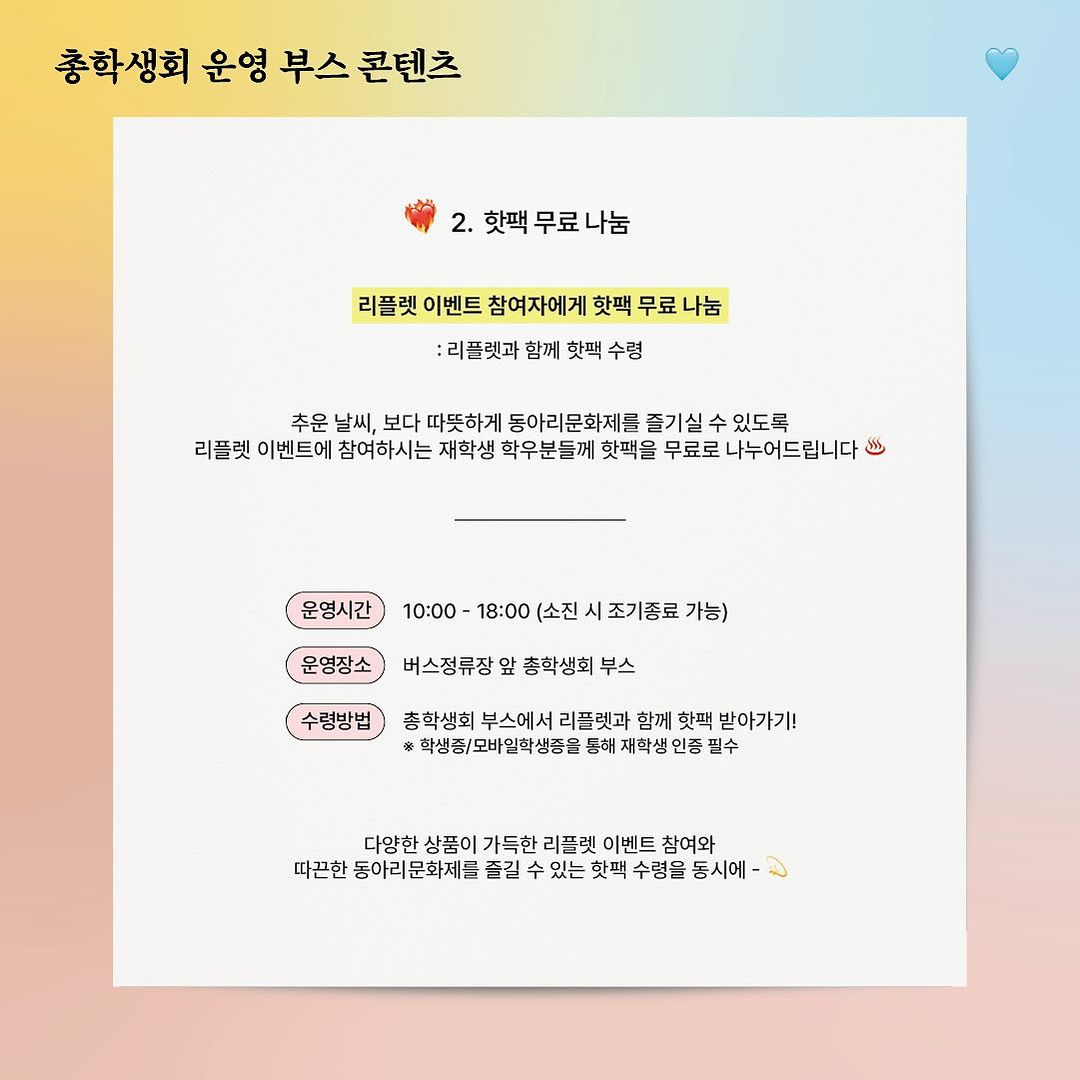 총학생회 운영 부스 콘텐츠
2. 핫팩 무료 나눔
리플렛 이벤트 참여자에게 핫팩 무료 나눔
: 리플렛과 함께 핫팩 수령
추운 날씨, 보다 따뜻하게 동아리문화제를 즐기실 수 있도록
리플렛 이벤트에 참여하시는 재학생 학우분들께 핫팩을 무료로 나누어드립니다 ♨️
운영시간 10:00 - 18:00 (소진 시 조기종료 가능)
운영장소 버스정류장 앞 총학생회 부스
수령방법 총학생회 부스에서 리플렛과 함께 핫팩 받아가기!
※ 학생증/모바일학생증을 통해 재학생 인증 필수
다양한 상품이 가득한 리플렛 이벤트 참여와
따끈한 동아리문화제를 즐길 수 있는 핫팩 수령을 동시에 - 💫